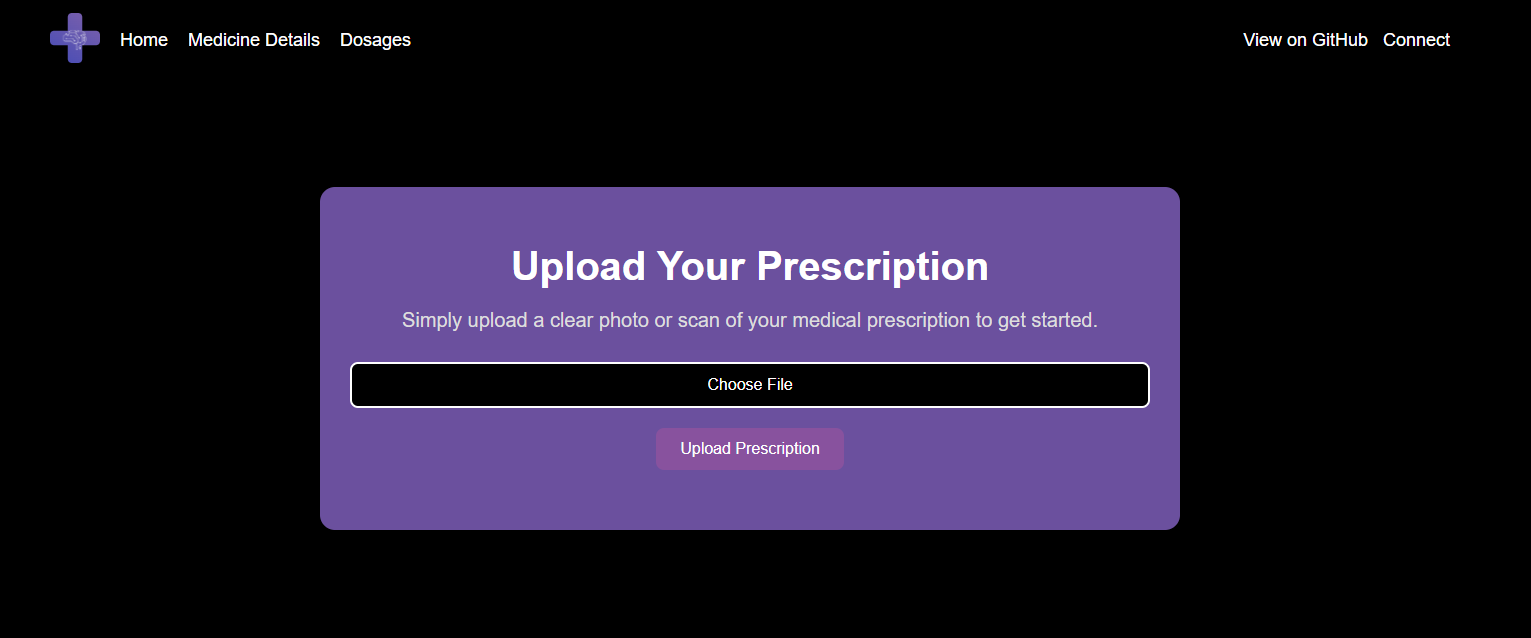 Home Medicine Details Dosages View on GitHub Connect
Upload Your Prescription
Simply upload a clear photo or scan of your medical prescription to get started.
Choose File
Upload Prescription